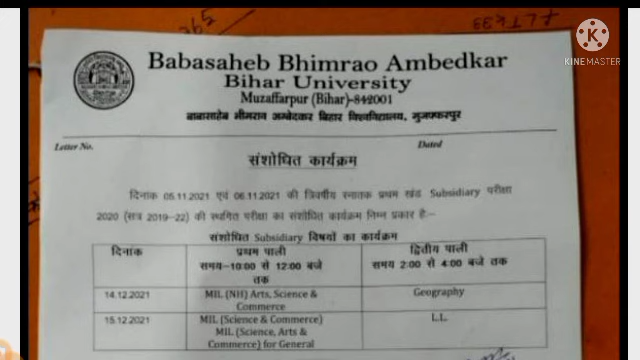 KINEMASTER
Babasaheb Bhimrao Ambedkar
Bihar University
Muzaffarpur (Bihar)-842001
बाबासाहेब भीमराव अम्बेदकर बिहार विश्वविद्यालय, मुजफ्फरपुर
Letter No. Dated
संशोधित कार्यक्रम
दिनांक 05.11.2021 एवं 06.11.2021 की त्रिवर्षीय स्नातक प्रथम खंड Subsidiary परीक्षा
2020 (सत्र 2019-22) की स्थगित परीक्षा का संशोधित कार्यक्रम निम्न प्रकार है:-
संशोधित Subsidiary विषयों का कार्यक्रम
दिनांक प्रथम पाली द्वितीय पाली
समय-10:00 से 12:00 बजे समय 2:00 से 4:00 बजे तक
तक
14.12.2021 MIL (NH) Arts, Science & Geography
Commerce
15.12.2021 MIL (Science & Commerce) L.L.
MIL (Science, Arts &
Commerce) for General